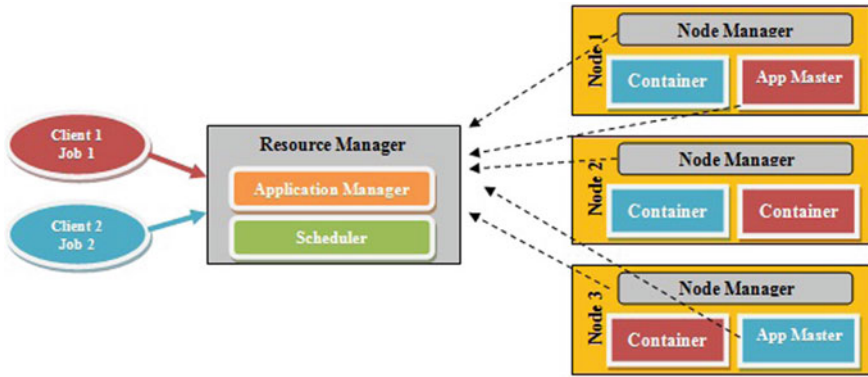 Client 1
Job 1
Client 2
Job 2
Resource Manager
Application Manager
Scheduler
Node 1
Node Manager
Container
App Master
Node 2
Node Manager
Container
Container
Node 3
Node Manager
Container
App Master